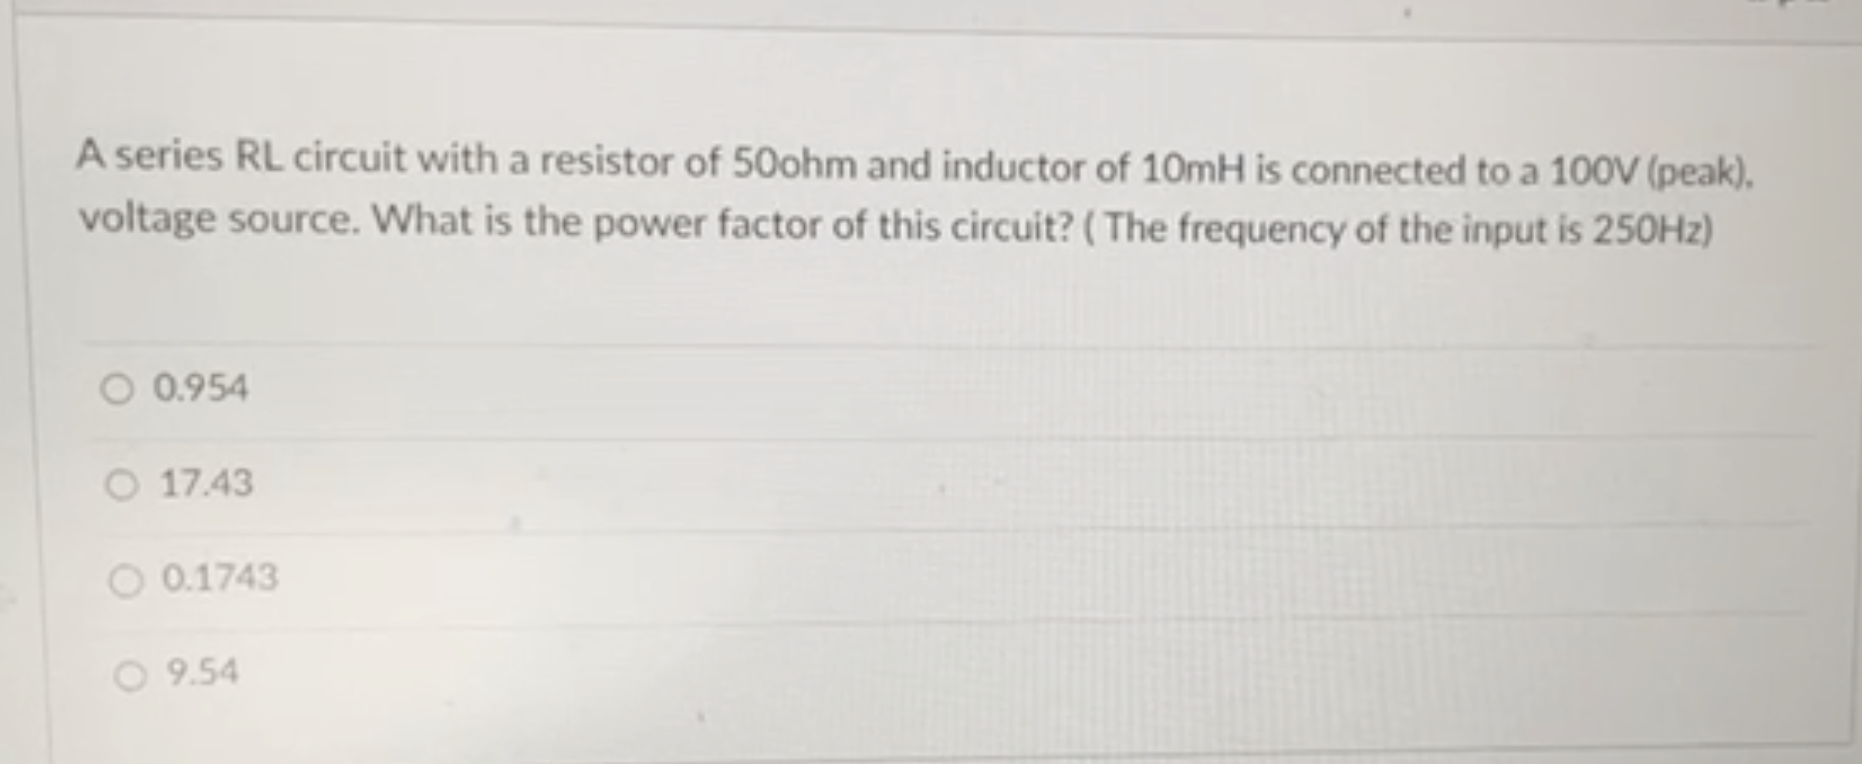 A series RL circuit with a resistor of 50ohm and inductor of 10mH is connected to a 100V (peak).
voltage source. What is the power factor of this circuit? ( The frequency of the input is 250Hz)
0.954
17.43
0.1743
9.54